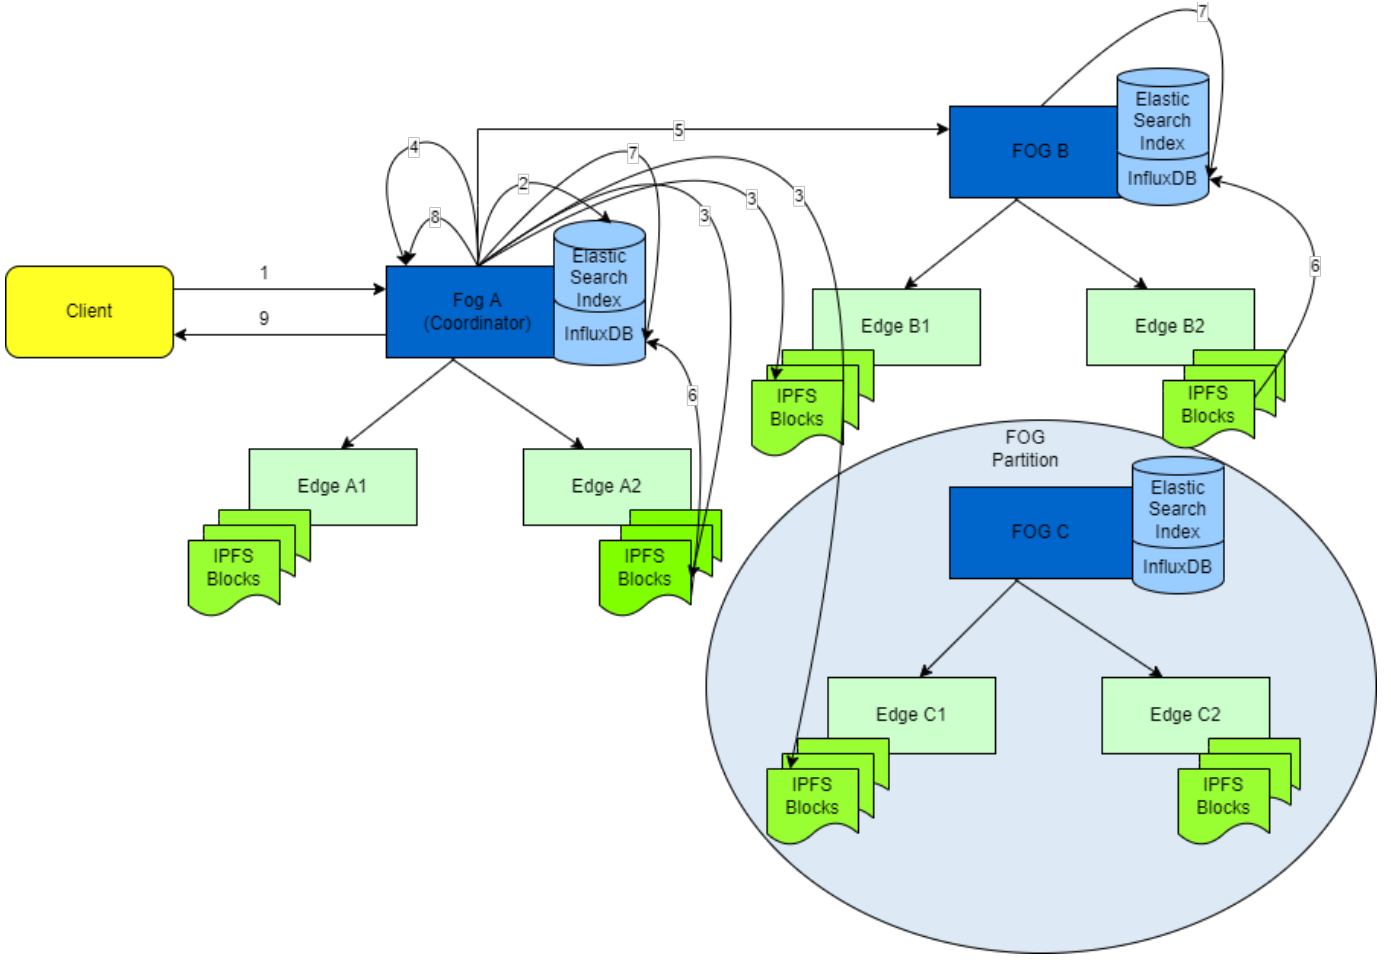 7
Elastic
Search
Index
InfluxDB
FOG B
5
4
7
2
3
3
3
8
6
Elastic
Search
Index
InfluxDB
Fog A
(Coordinator)
1
9
Client
Edge B1
Edge B2
IPFS
Blocks
IPFS
Blocks
6
FOG
Partition
Edge A1
Edge A2
IPFS
Blocks
IPFS
Blocks
Elastic
Search
Index
InfluxDB
FOG C
Edge C1
Edge C2
IPFS
Blocks
IPFS
Blocks